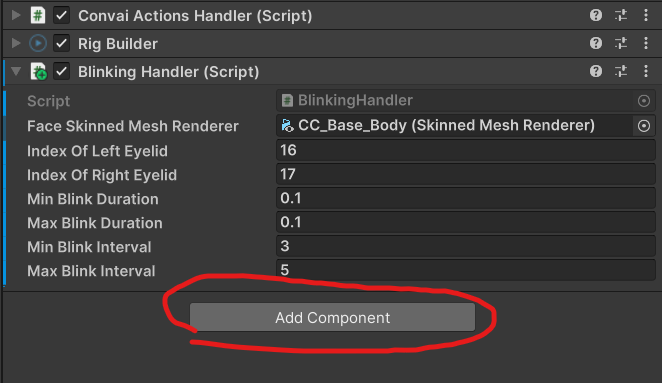 Convai Actions Handler (Script)
Rig Builder
Blinking Handler (Script)
Script BlinkingHandler
Face Skinned Mesh Renderer CC_Base_Body (Skinned Mesh Renderer)
Index Of Left Eyelid 16
Index Of Right Eyelid 17
Min Blink Duration 0.1
Max Blink Duration 0.1
Min Blink Interval 3
Max Blink Interval 5
Add Component